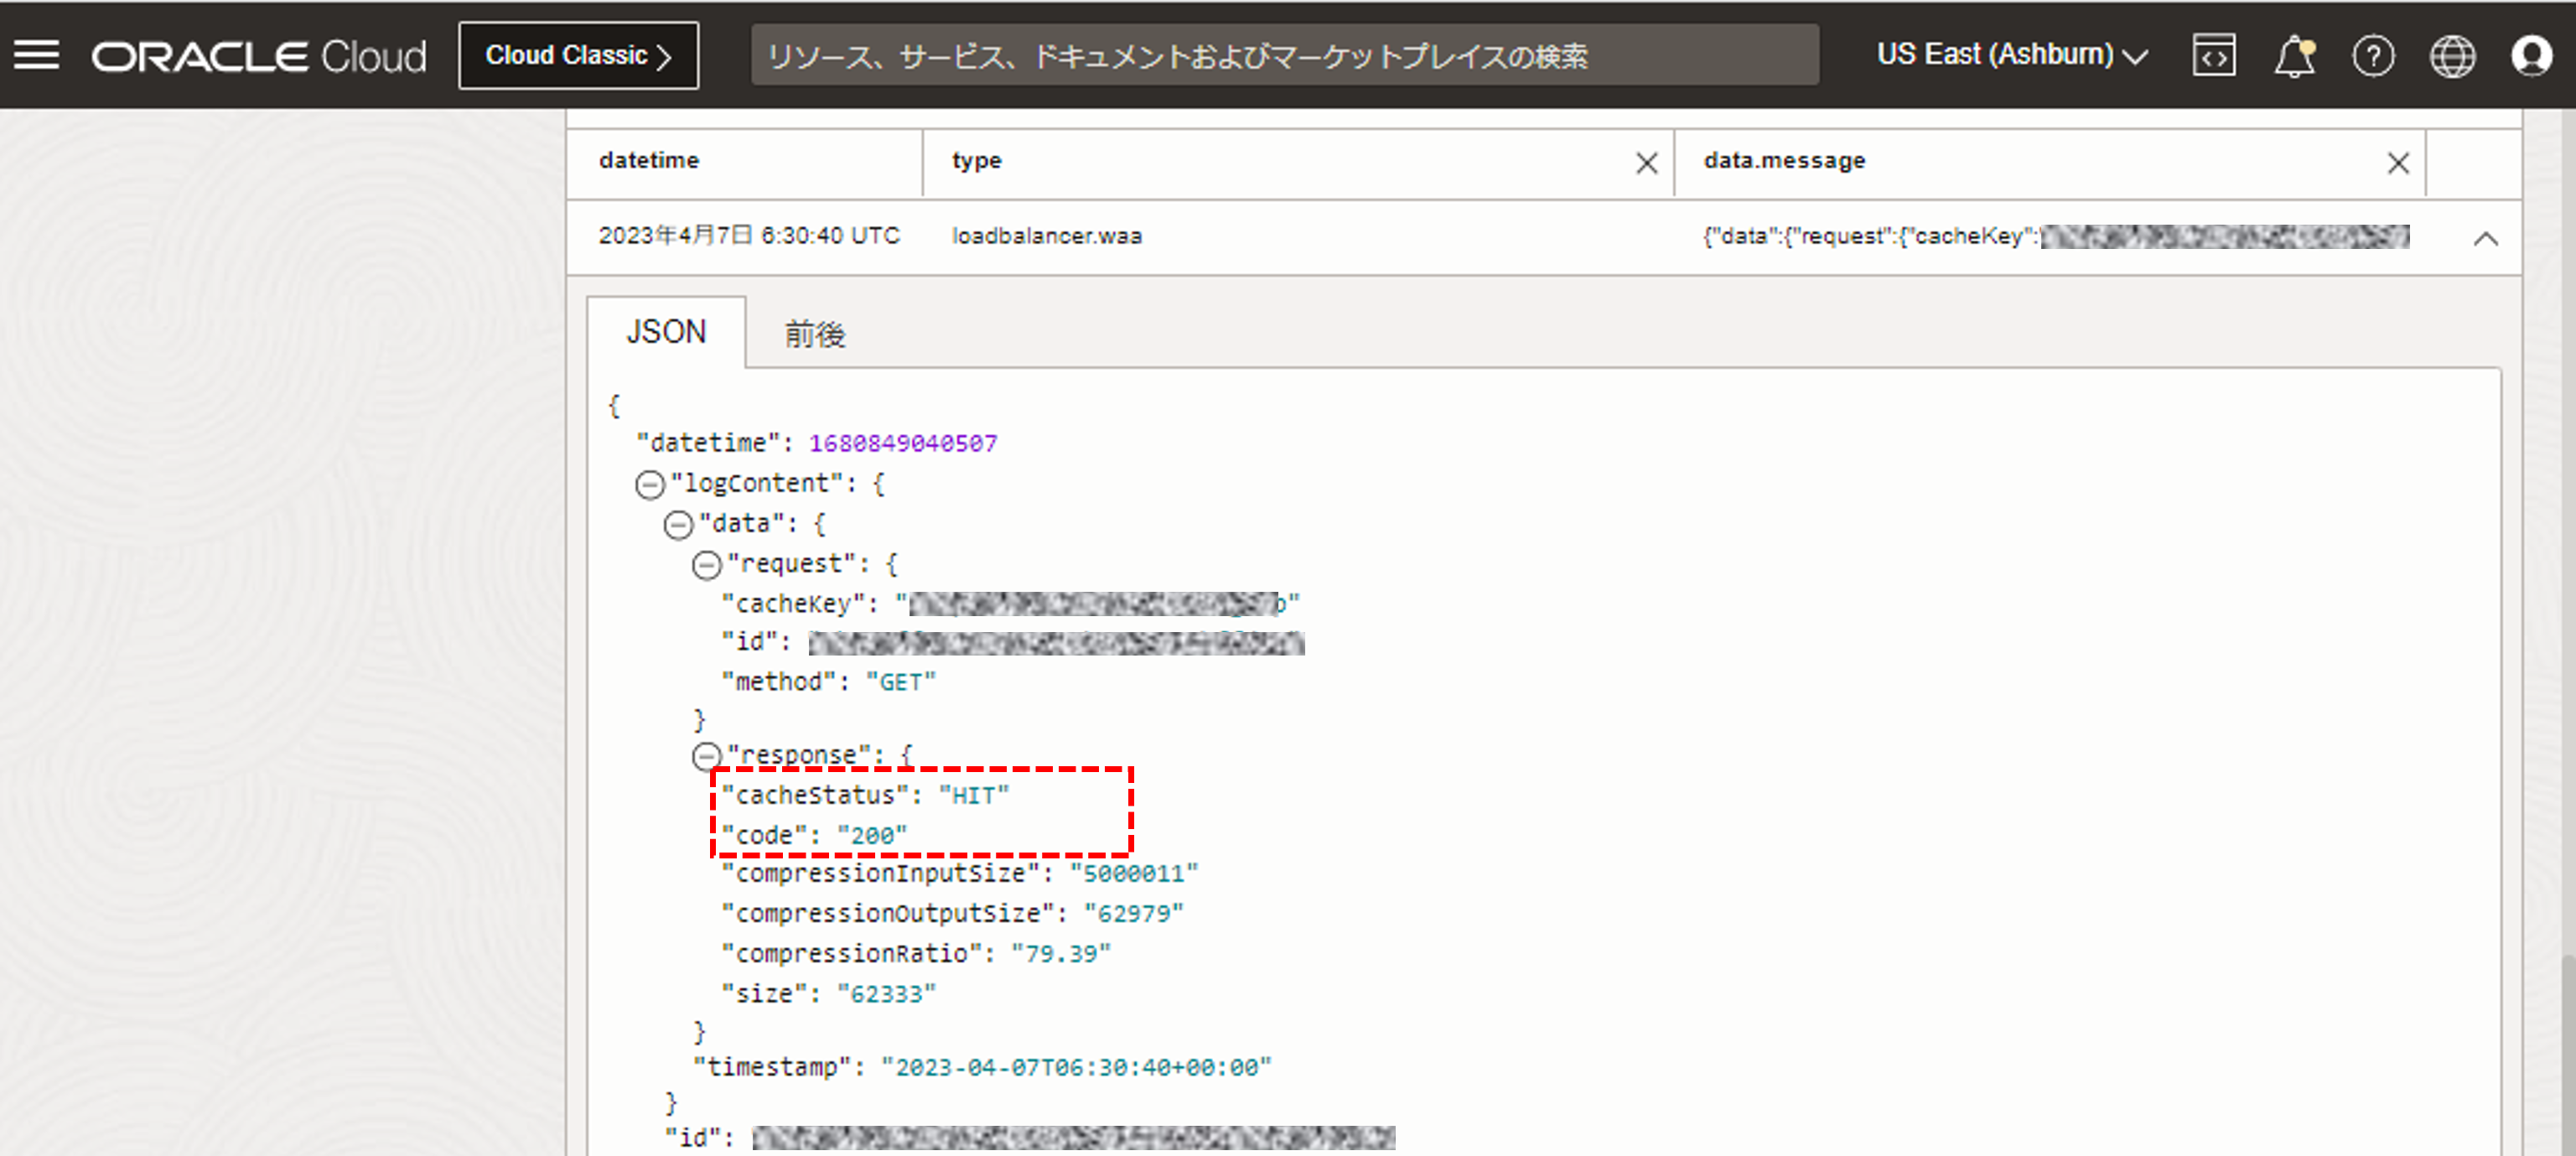 ORACLE Cloud
Cloud Classic >
リソース、サービス、ドキュメントおよびマーケットプレイスの検索
US East (Ashburn)
datetime type data.message
2023年4月7日 6:30:40 UTC loadbalancer.waa {"data":{"request":{"cacheKey":
JSON 前後
{
"datetime": 1680849040507
"logContent": {
"data": {
"request": {
"cacheKey": "
"id":
"method": "GET"
}
"response": {
"cacheStatus": "HIT"
"code": "200"
"compressionInputSize": "5000011"
"compressionOutputSize": "62979"
"compressionRatio": "79.39"
"size": "62333"
}
"timestamp": "2023-04-07T06:30:40+00:00"
}
"id":